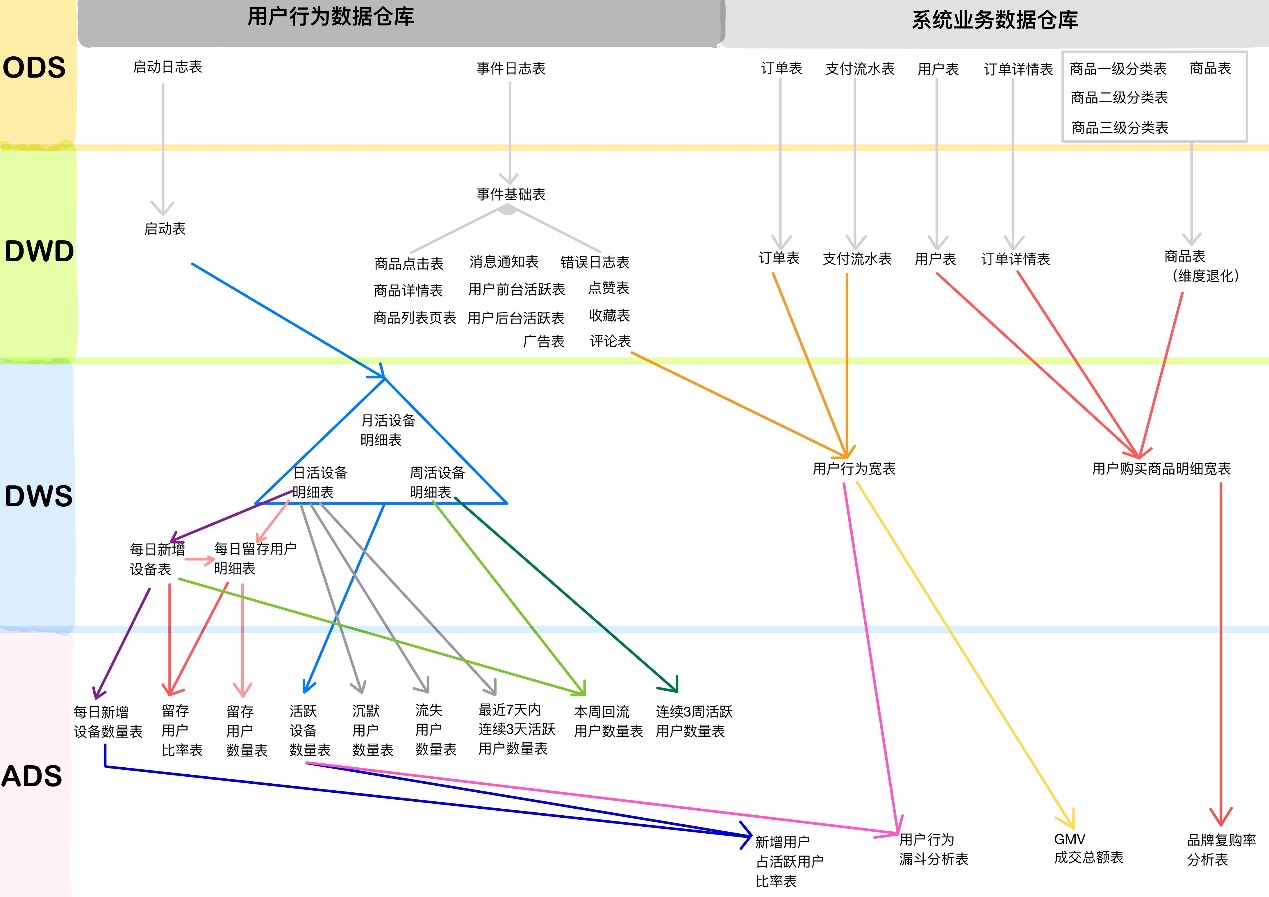 用户行为数据仓库
系统业务数据仓库
ODS
启动日志表
事件日志表
订单表
支付流水表
用户表
订单详情表
商品一级分类表
商品表
商品二级分类表
商品三级分类表
DWD
启动表
事件基础表
商品点击表
消息通知表
错误日志表
商品详情表
用户前台活跃表
点赞表
商品列表页表
用户后台活跃表
收藏表
广告表
评论表
订单表
支付流水表
用户表
订单详情表
商品表
（维度退化）
DWS
月活设备
明细表
日活设备
明细表
周活设备
明细表
用户行为宽表
用户购买商品明细宽表
每日新增
设备表
每日留存用户
明细表
ADS
每日新增
设备数量表
留存
用户
比率表
留存
用户
数量表
活跃
设备
数量表
沉默
用户
数量表
流失
用户
数量表
最近7天内
连续3天活跃
用户数量表
本周回流
用户数量表
连续3周活跃
用户数量表
新增用户
占活跃用户
比率表
用户行为
漏斗分析表
GMV
成交总额表
品牌复购率
分析表